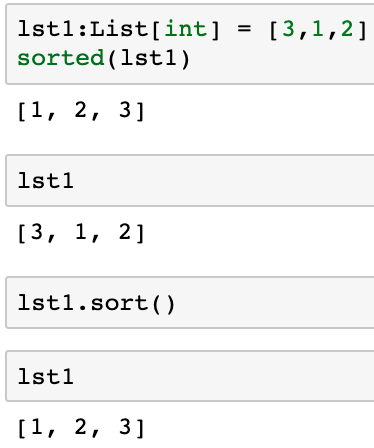 lst1:List[int] = [3,1,2]
sorted(lst1)
[1, 2, 3]
lst1
[3, 1, 2]
lst1.sort()
lst1
[1, 2, 3]